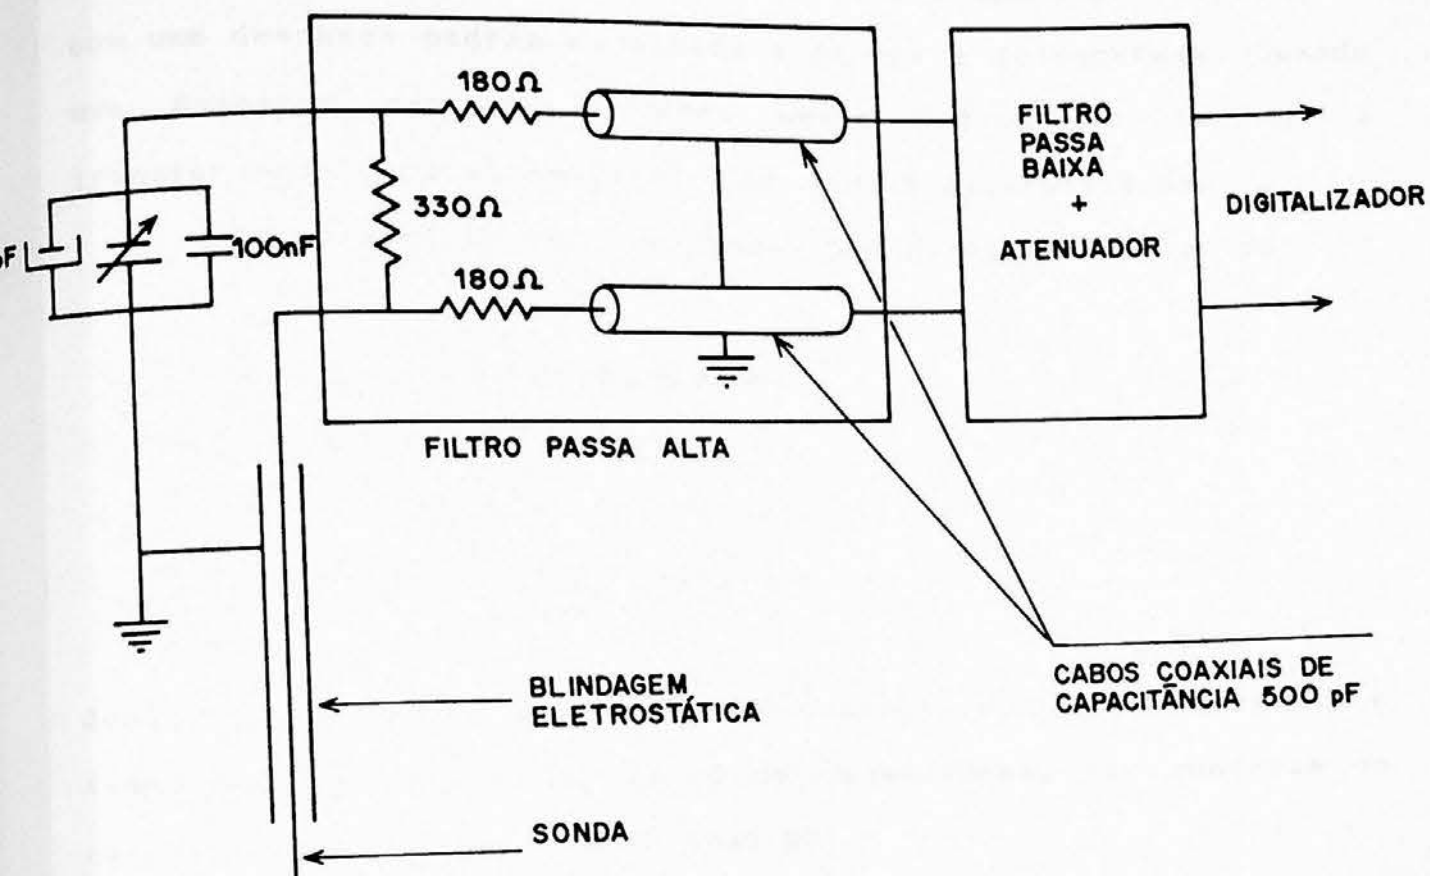 180Ω
330Ω
180Ω
100nF
FILTRO
PASSA
BAIXA
+
ATENUADOR
DIGITALIZADOR
FILTRO PASSA ALTA
BLINDAGEM
ELETROSTÁTICA
SONDA
CABOS COAXIAIS DE
CAPACITÂNCIA 500 pF